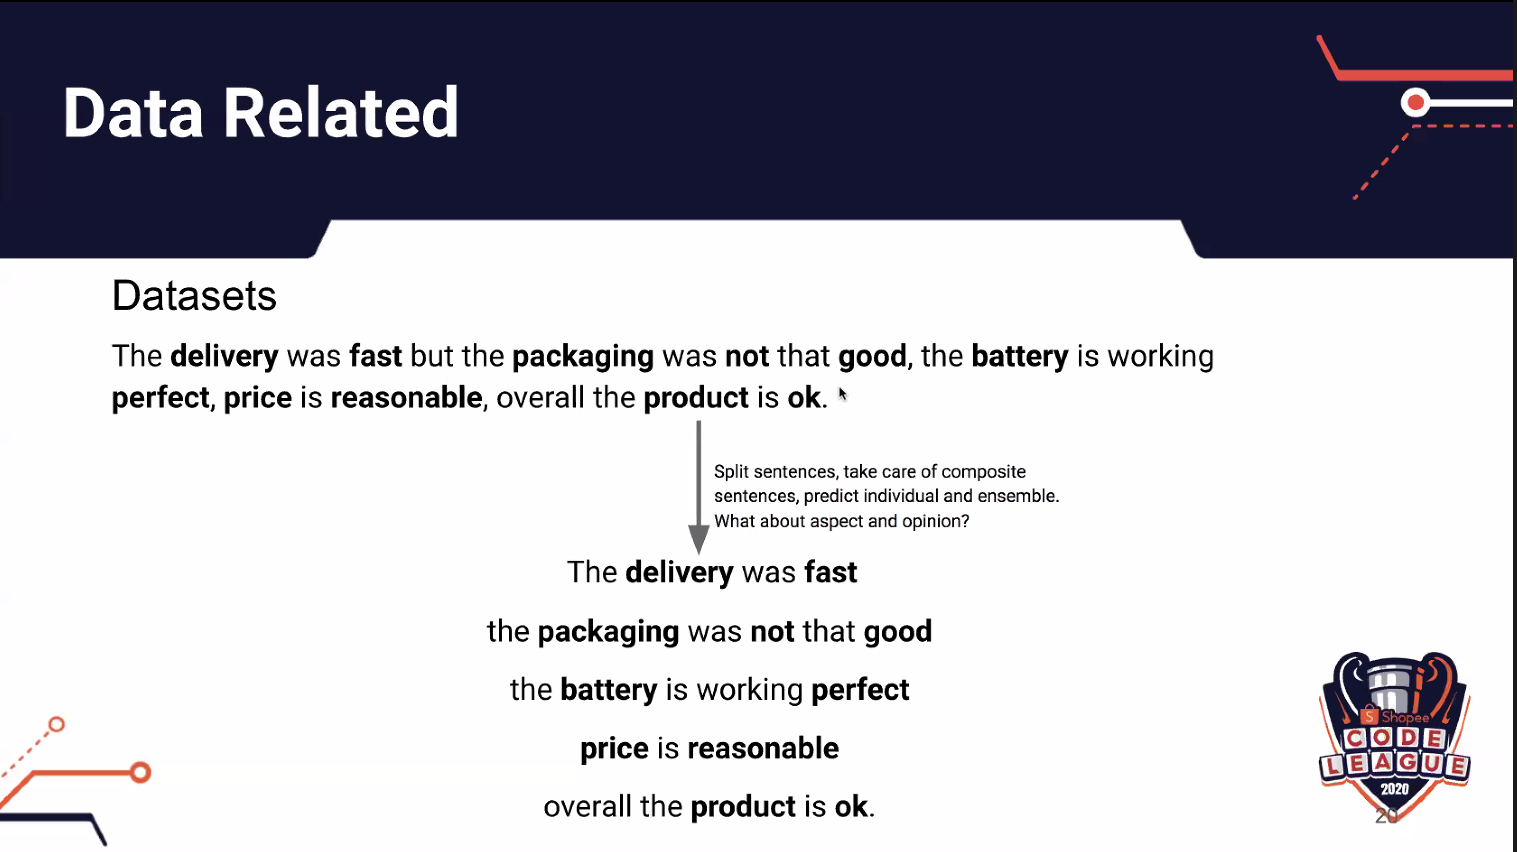 Data Related
Datasets
The delivery was fast but the packaging was not that good, the battery is working
perfect, price is reasonable, overall the product is ok.
Split sentences, take care of composite
sentences, predict individual and ensemble.
What about aspect and opinion?
The delivery was fast
the packaging was not that good
the battery is working perfect
price is reasonable
overall the product is ok.
Shopee
CODE
LEAGUE
2020
20